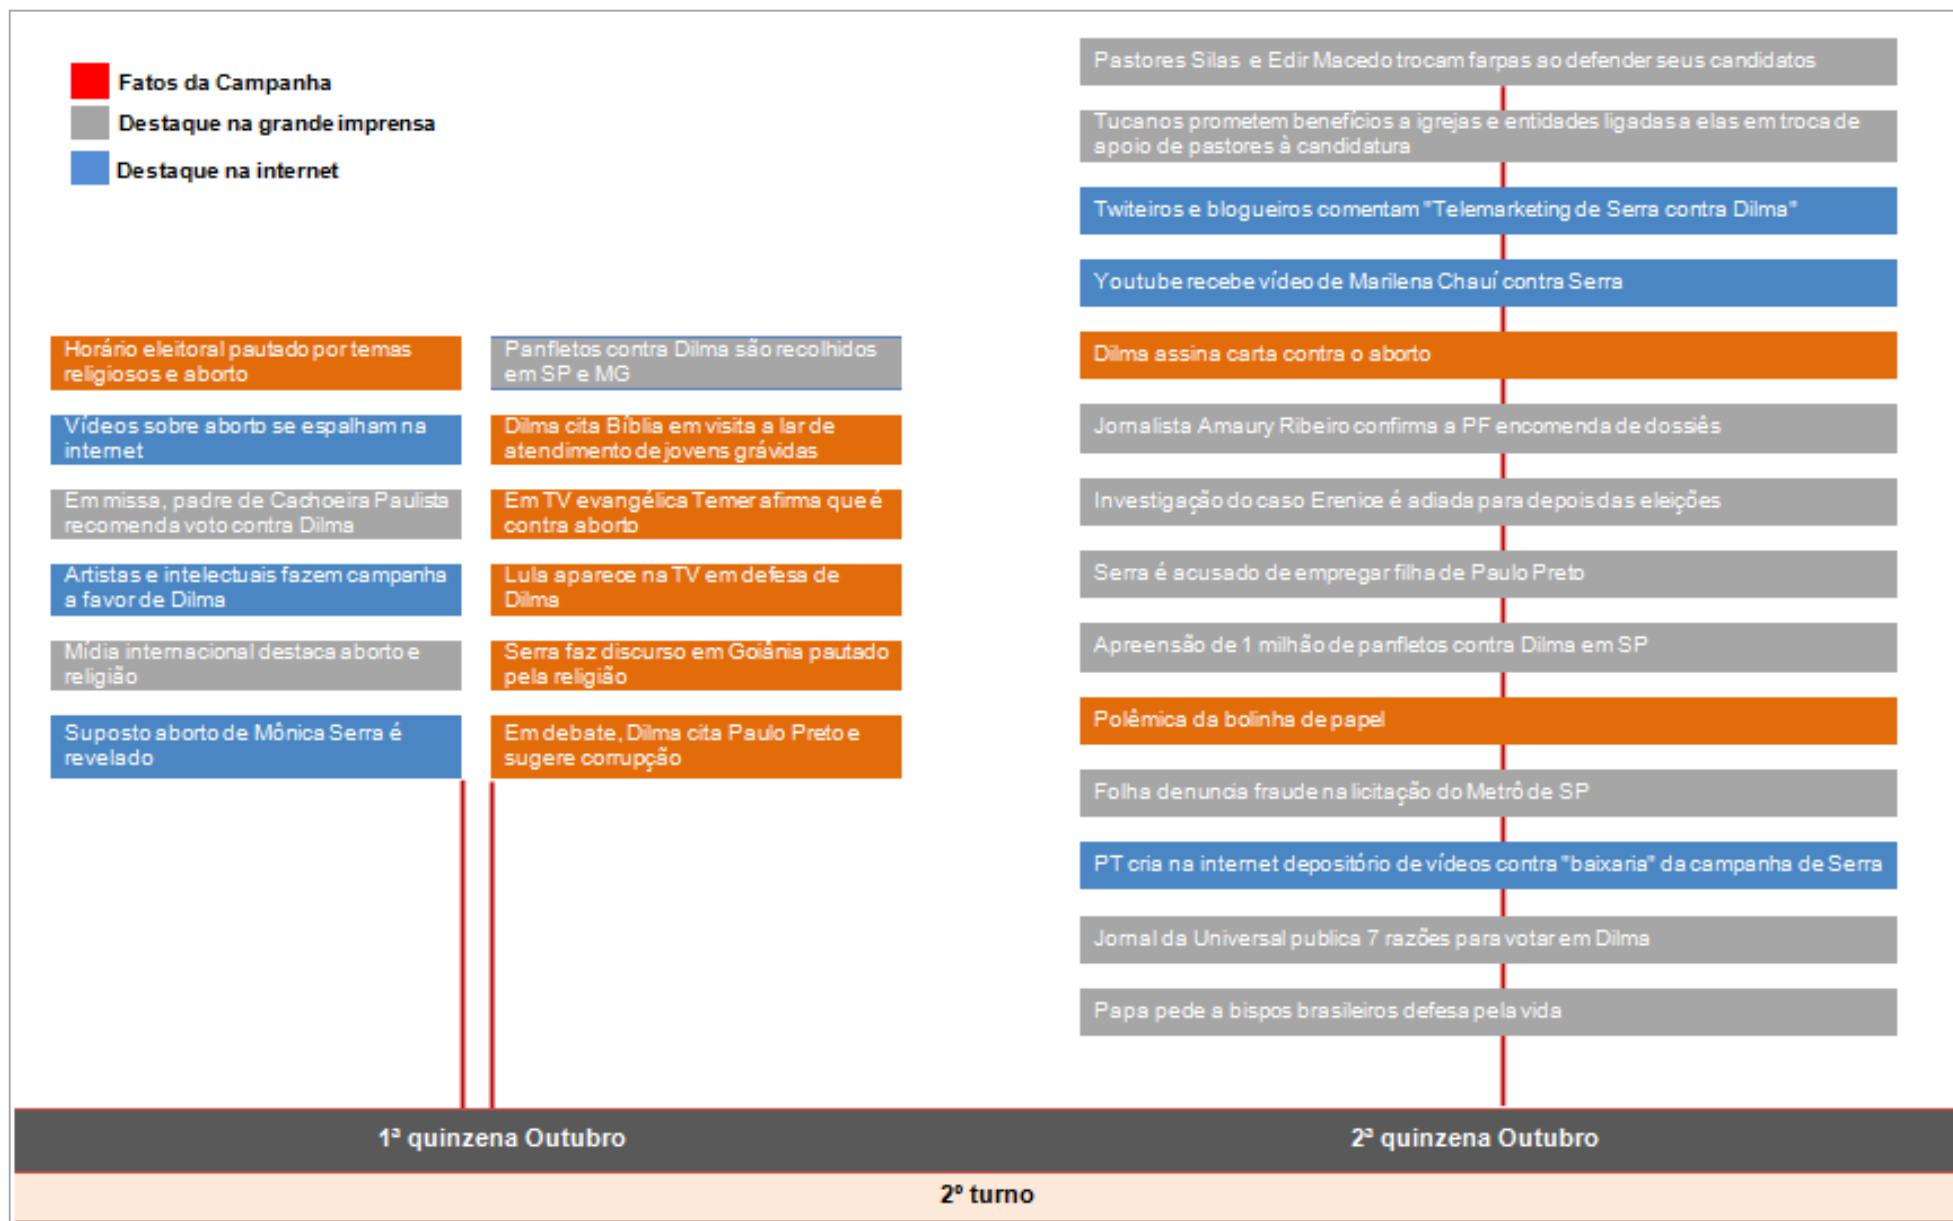 Fatos da Campanha
Destaque na grande imprensa
Destaque na internet
Horário eleitoral pautado por temas
religiosos e aborto
Vídeos sobre aborto se espalham na
internet
Em missa, padre de Cachoeira Paulista
recomenda voto contra Dilma
Artistas e intelectuais fazem campanha
a favor de Dilma
Mídia internacional destaca aborto e
religião
Suposto aborto de Mônica Serra é
revelado
Panfletos contra Dilma são recolhidos
em SP e MG
Dilma cita Bíblia em visita a lar de
atendimento de jovens grávidas
Em TV evangélica Temer afirma que é
contra aborto
Lula aparece na TV em defesa de
Dilma
Serra faz discurso em Goiânia pautado
pela religião
Em debate, Dilma cita Paulo Preto e
sugere corrupção
Pastores Silas e Edir Macedo trocam farpas ao defender seus candidatos
Tucanos prometem benefícios a igrejas e entidades ligadas a elas em troca de
apoio de pastores à candidatura
Twiteiros e blogueiros comentam "Telemarketing de Serra contra Dilma"
Youtube recebe vídeo de Marilena Chauí contra Serra
Dilma assina carta contra o aborto
Jornalista Amaury Ribeiro confirma a PF encomenda de dossiês
Investigação do caso Erenice é adiada para depois das eleições
Serra é acusado de empregar filha de Paulo Preto
Apreensão de 1 milhão de panfletos contra Dilma em SP
Polêmica da bolinha de papel
Folha denuncia fraude na licitação do Metrô de SP
PT cria na internet depositório de vídeos contra "baixaria" da campanha de Serra
Jornal da Universal publica 7 razões para votar em Dilma
Papa pede a bispos brasileiros defesa pela vida
1ª quinzena Outubro
2ª quinzena Outubro
2º turno